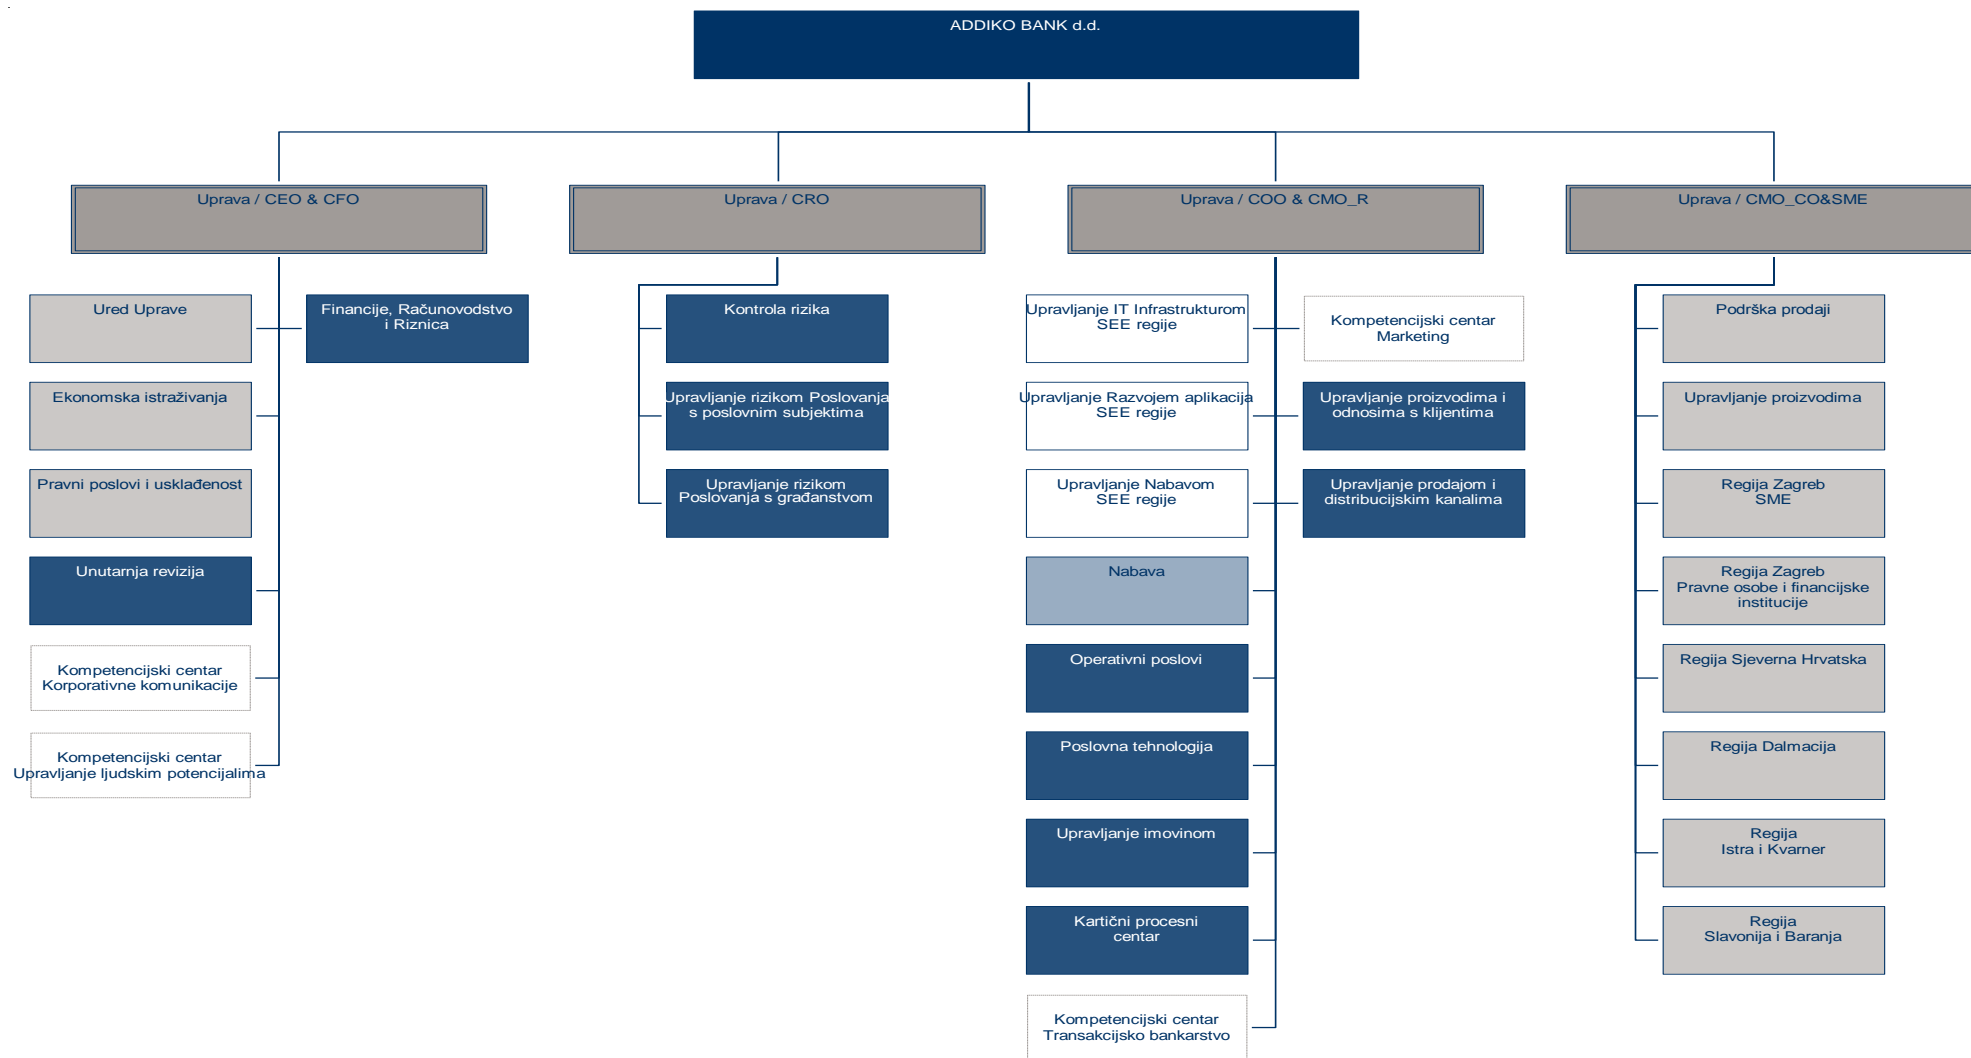 ADDIKO BANK d.d.
Uprava / CEO & CFO
Uprava / CRO
Uprava / COO & CMO_R
Uprava / CMO_CO&SME
Ured Uprave
Financije, Računovodstvo
i Riznica
Ekonomska istraživanja
Pravni poslovi i usklađenost
Unutarnja revizija
Kompetencijski centar
Korporativne komunikacije
Kompetencijski centar
Upravljanje ljudskim potencijalima
Kontrola rizika
Upravljanje rizikom Poslovanja
s poslovnim subjektima
Upravljanje rizikom
Poslovanja s građanstvom
Upravljanje IT Infrastrukturom
SEE regije
Kompetencijski centar
Marketing
Upravljanje Razvojem aplikacija
SEE regije
Upravljanje proizvodima i
odnosima s klijentima
Upravljanje Nabavom
SEE regije
Upravljanje prodajom i
distribucijskim kanalima
Nabava
Operativni poslovi
Poslovna tehnologija
Upravljanje imovinom
Kartični procesni
centar
Kompetencijski centar
Transakcijsko bankarstvo
Podrška prodaji
Upravljanje proizvodima
Regija Zagreb
SME
Regija Zagreb
Pravne osobe i financijske
institucije
Regija Sjeverna Hrvatska
Regija Dalmacija
Regija
Istra i Kvarner
Regija
Slavonija i Baranja